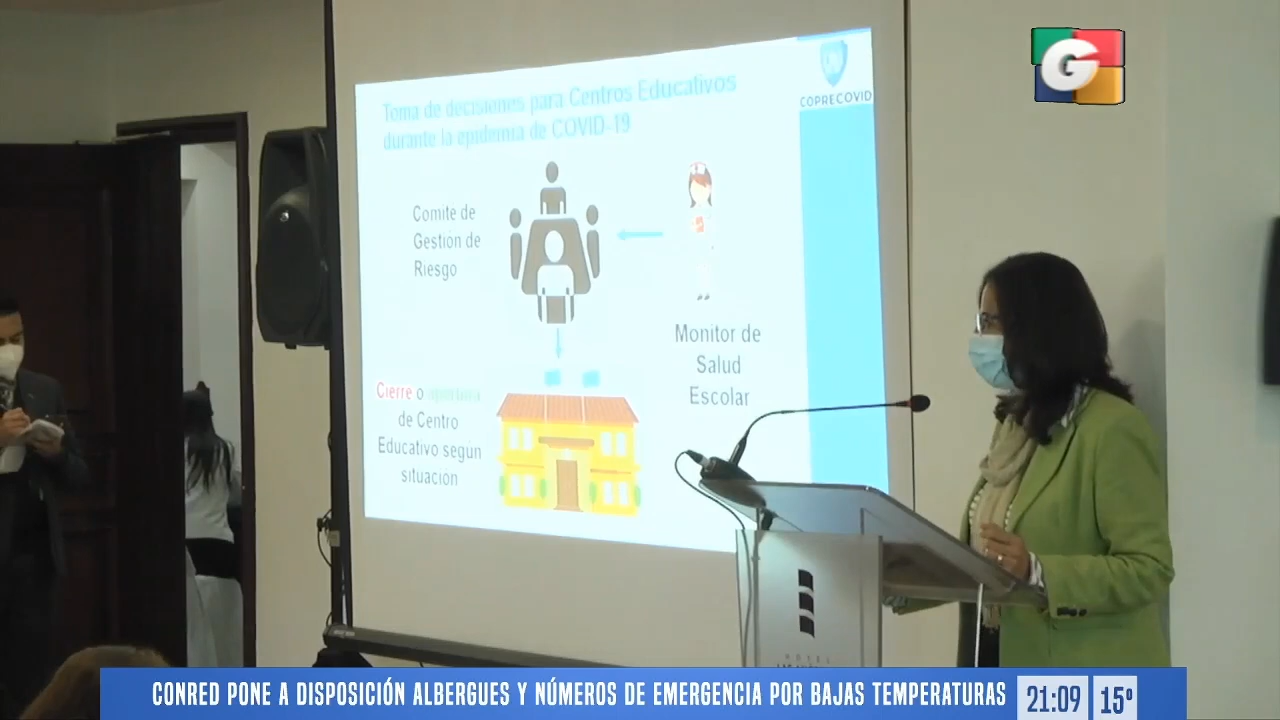 G
COPRECOVID
Toma de decisiones para Centros Educativos
durante la epidemia de COVID-19
Comite de
Gestión de
Riesgo
Monitor de
Salud
Escolar
Cierre o apertura
de Centro
Educativo segun
situacion
HOTEL
CONRED PONE A DISPOSICIÓN ALBERGUES Y NÚMEROS DE EMERGENCIA POR BAJAS TEMPERATURAS
21:09
15º